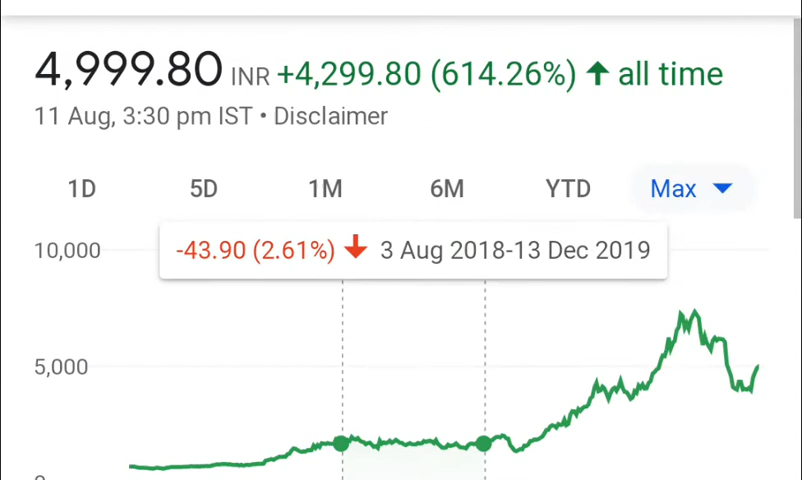 4,999.80 INR +4,299.80 (614.26%) ↑ all time
11 Aug, 3:30 pm IST • Disclaimer
1D 5D 1M 6M YTD Max
10,000
-43.90 (2.61%) ↓ 3 Aug 2018-13 Dec 2019
5,000